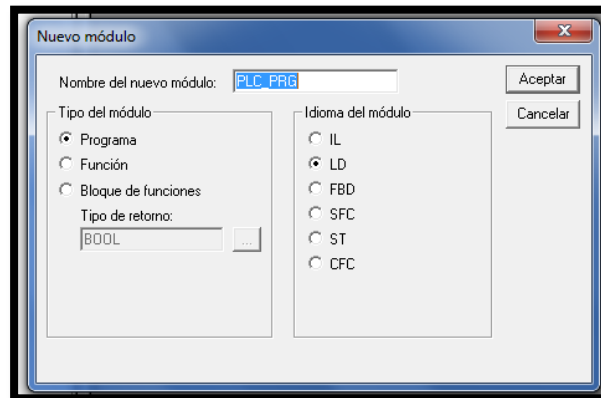 Nuevo módulo
Nombre del nuevo módulo: PLC_PRG
Aceptar
Cancelar
Tipo del módulo
Programa
Función
Bloque de funciones
Tipo de retorno:
BOOL
...
Idioma del módulo
IL
LD
FBD
SFC
ST
CFC